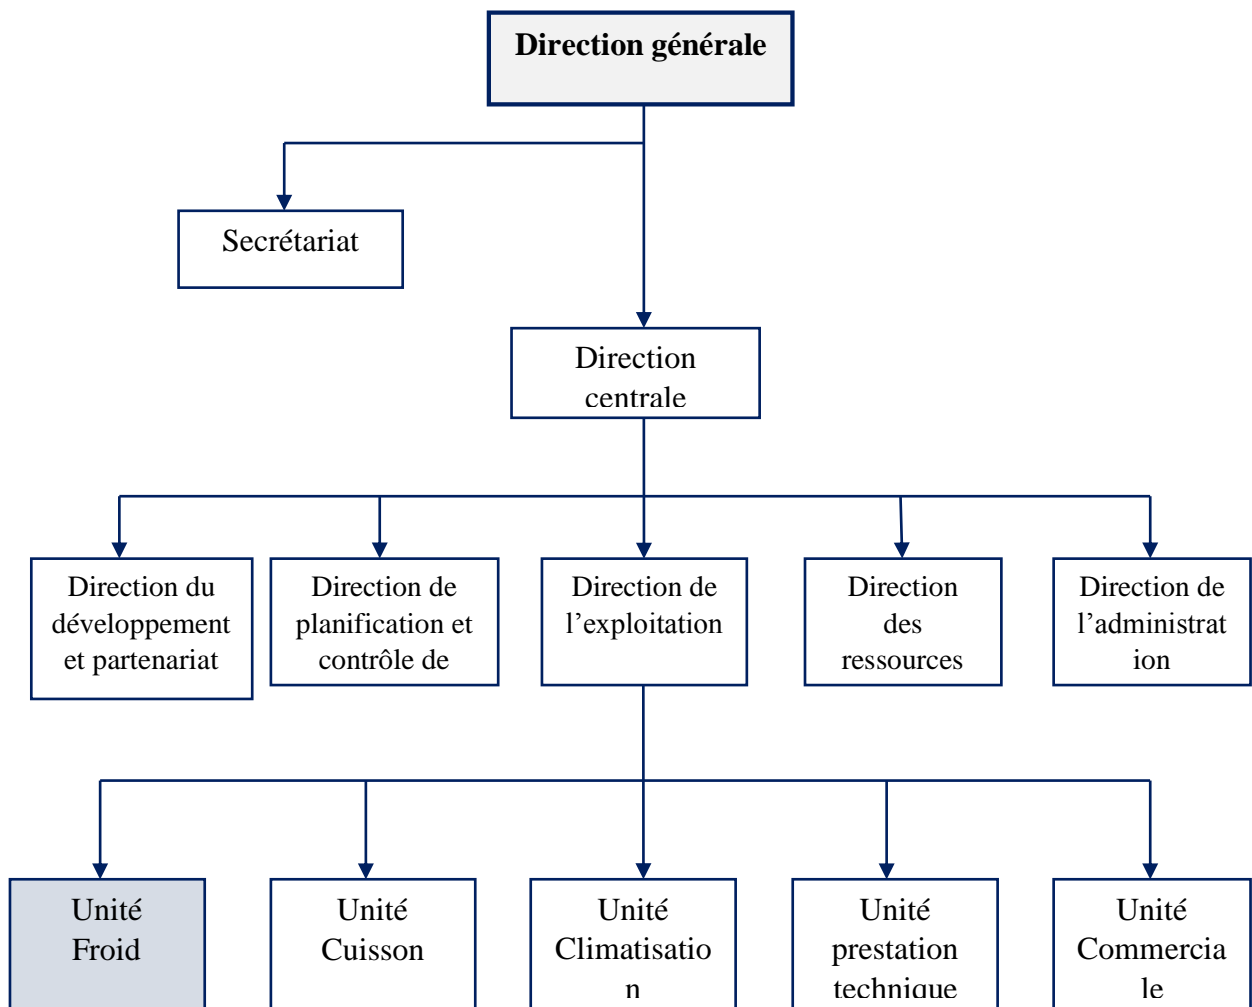 Direction générale
Secrétariat
Direction
centrale
Direction du
développement
et partenariat
Direction de
planification et
contrôle de
Direction de
l’exploitation
Direction
des
ressources
Direction de
l’administrat
ion
Unité
Froid
Unité
Cuisson
Unité
Climatisatio
n
Unité
prestation
technique
Unité
Commercia
le